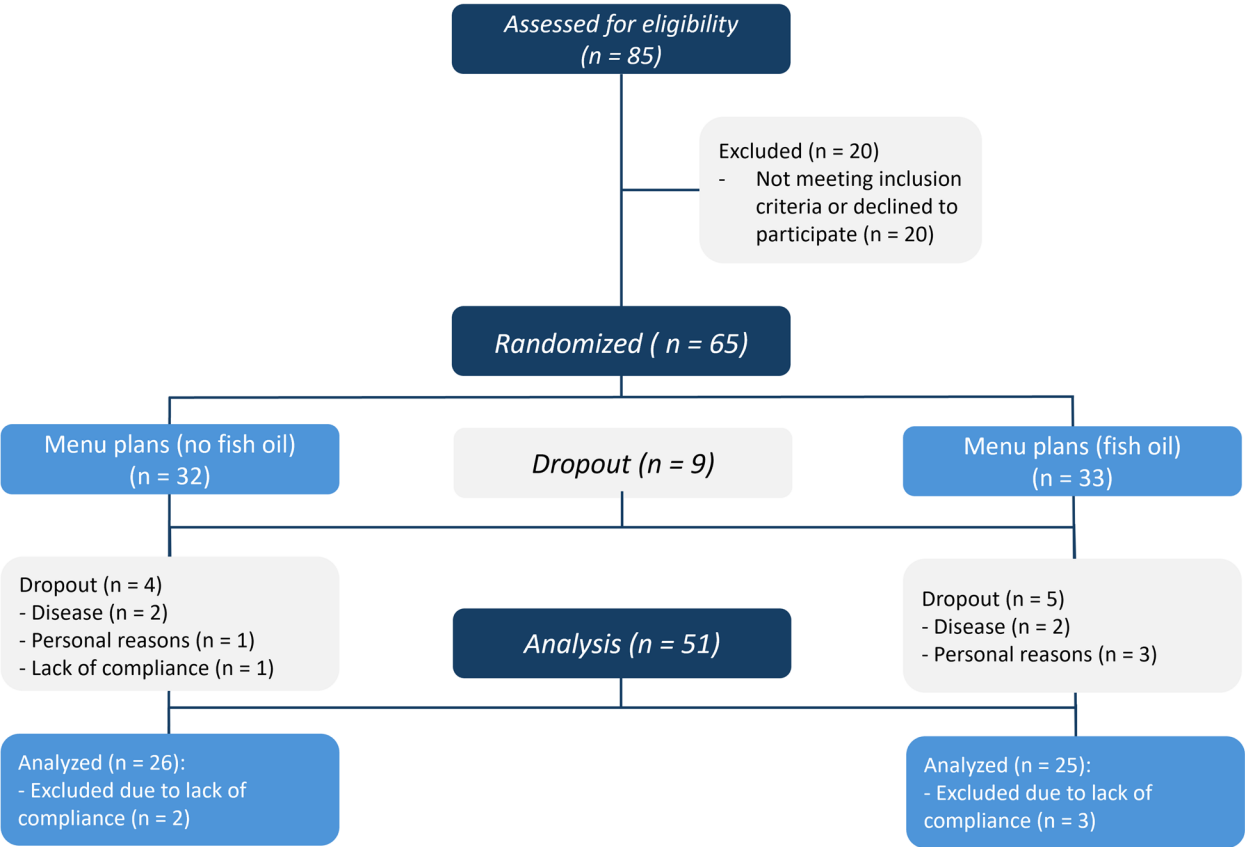 Assessed for eligibility
(n = 85)
Excluded (n = 20)
- Not meeting inclusion
criteria or declined to
participate (n = 20)
Randomized ( n = 65)
Menu plans (no fish oil)
(n = 32)
Dropout (n = 9)
Menu plans (fish oil)
(n = 33)
Dropout (n = 4)
- Disease (n = 2)
- Personal reasons (n = 1)
- Lack of compliance (n = 1)
Analysis (n = 51)
Dropout (n = 5)
- Disease (n = 2)
- Personal reasons (n = 3)
Analyzed (n = 26):
- Excluded due to lack of
compliance (n = 2)
Analyzed (n = 25):
- Excluded due to lack of
compliance (n = 3)